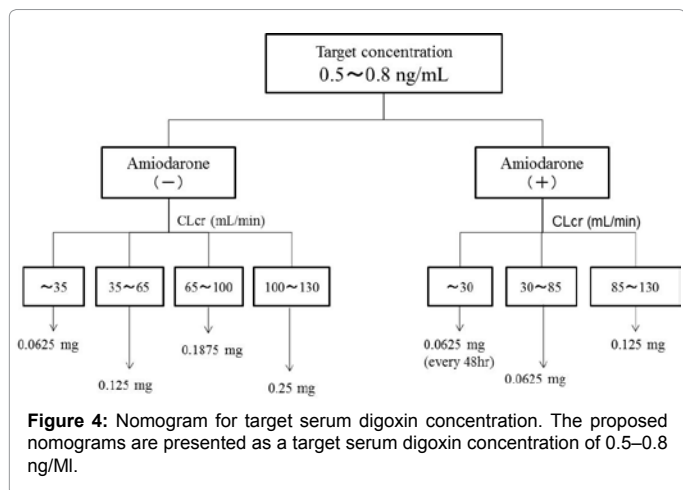 Target concentration
0.5〜0.8 ng/mL
Amiodarone
(−)
Amiodarone
(+)
CLcr (mL/min)
CLcr (mL/min)
〜35
35〜65
65〜100
100〜130
〜30
30〜85
85〜130
0.0625 mg
0.125 mg
0.1875 mg
0.25 mg
0.0625 mg
(every 48hr)
0.0625 mg
0.125 mg
Figure 4: Nomogram for target serum digoxin concentration. The proposed
nomograms are presented as a target serum digoxin concentration of 0.5–0.8
ng/Ml.